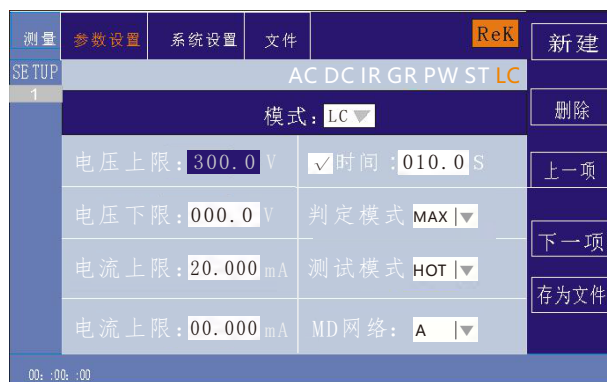 测量 参数设置 系统设置 文件 ReK 新建
SETUP AC DC IR GR PW ST LC
1
模式: LC 删除
电压上限: 300.0 V √时间: 010.0 S 上一项
电压下限: 000.0 V 判定模式 MAX 下一项
电流上限: 20.000 mA 测试模式 HOT 存为文件
电流上限: 00.000 mA MD网络: A
00: :00: :00